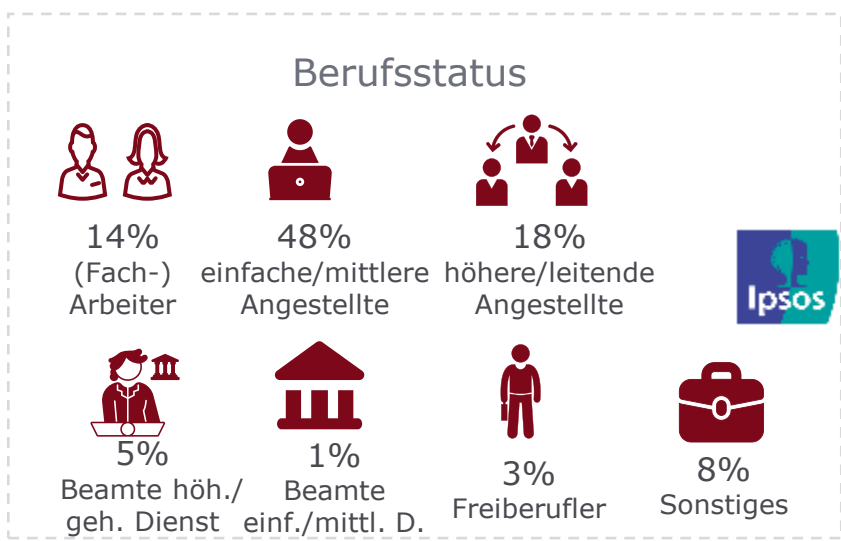 Berufsstatus
14%
(Fach-)
Arbeiter
48%
einfache/mittlere
Angestellte
18%
höhere/leitende
Angestellte
Ipsos
5%
Beamte höh./
geh. Dienst
1%
Beamte
einf./mittl. D.
3%
Freiberufler
8%
Sonstiges